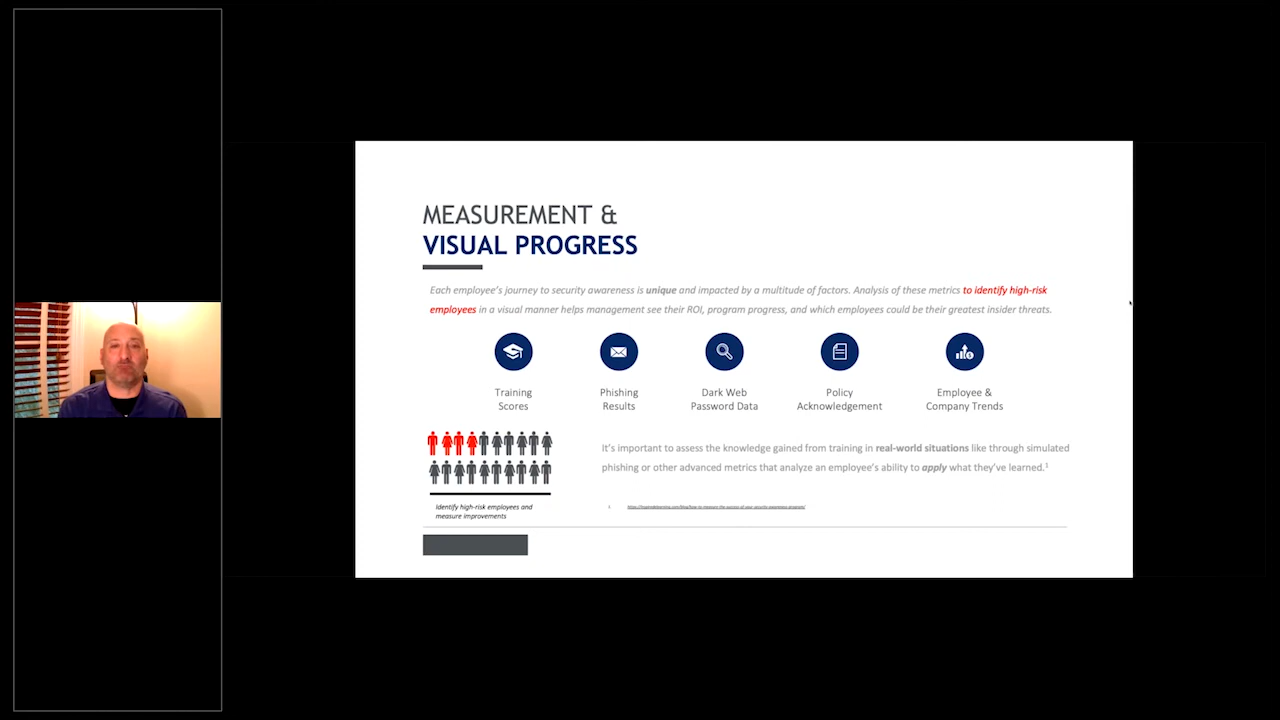 MEASUREMENT &
VISUAL PROGRESS
Each employee's journey to security awareness is unique and impacted by a multitude of factors. Analysis of these metrics to identify high-risk
employees in a visual manner helps management see their ROI, program progress, and which employees could be their greatest insider threats.
Training
Scores
Phishing
Results
Dark Web
Password Data
Policy
Acknowledgement
Employee &
Company Trends
It's important to assess the knowledge gained from training in real-world situations like through simulated
phishing or other advanced metrics that analyze an employee's ability to apply what they've learned.1
Identify high-risk employees and
measure improvements